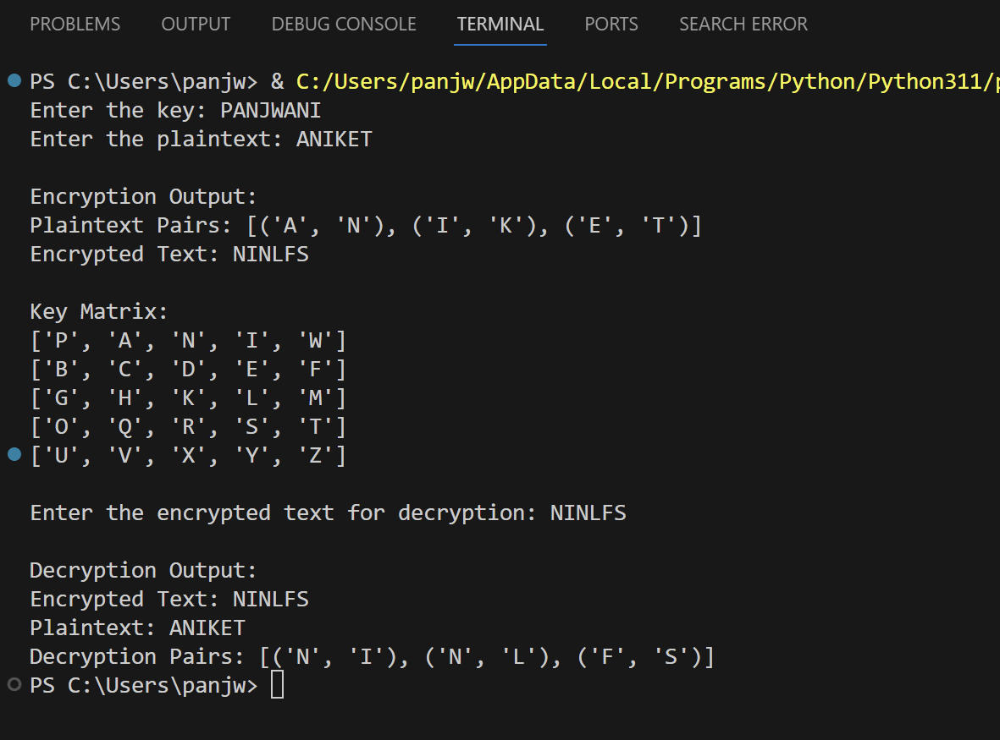 PROBLEMS OUTPUT DEBUG CONSOLE TERMINAL PORTS SEARCH ERROR
PS C:\Users\panjw> & C:/Users/panjw/AppData/Local/Programs/Python/Python311/p
Enter the key: PANJWANI
Enter the plaintext: ANIKET
Encryption Output:
Plaintext Pairs: [('A', 'N'), ('I', 'K'), ('E', 'T')]
Encrypted Text: NINLFS
Key Matrix:
['P', 'A', 'N', 'I', 'W']
['B', 'C', 'D', 'E', 'F']
['G', 'H', 'K', 'L', 'M']
['O', 'Q', 'R', 'S', 'T']
['U', 'V', 'X', 'Y', 'Z']
Enter the encrypted text for decryption: NINLFS
Decryption Output:
Encrypted Text: NINLFS
Plaintext: ANIKET
Decryption Pairs: [('N', 'I'), ('N', 'L'), ('F', 'S')]
PS C:\Users\panjw>